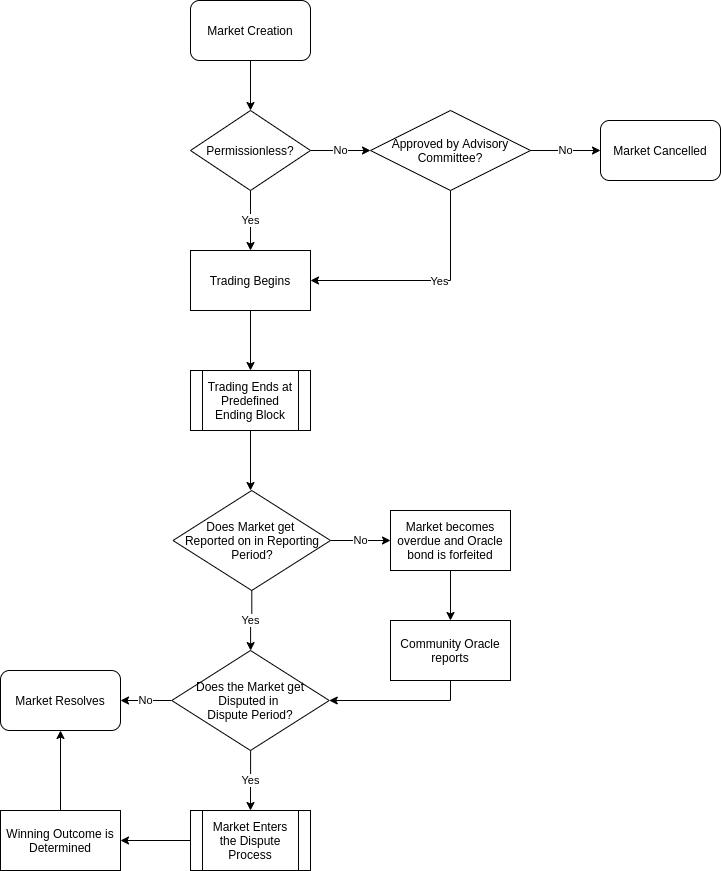 Market Creation
Permissionless?
No
Approved by Advisory
Committee?
No
Market Cancelled
Yes
Trading Begins
Yes
Trading Ends at
Predefined
Ending Block
Does Market get
Reported on in Reporting
Period?
No
Market becomes
overdue and Oracle
bond is forfeited
Yes
Community Oracle
reports
Does the Market get
Disputed in
Dispute Period?
No
Market Resolves
Yes
Market Enters
the Dispute
Process
Winning Outcome is
Determined